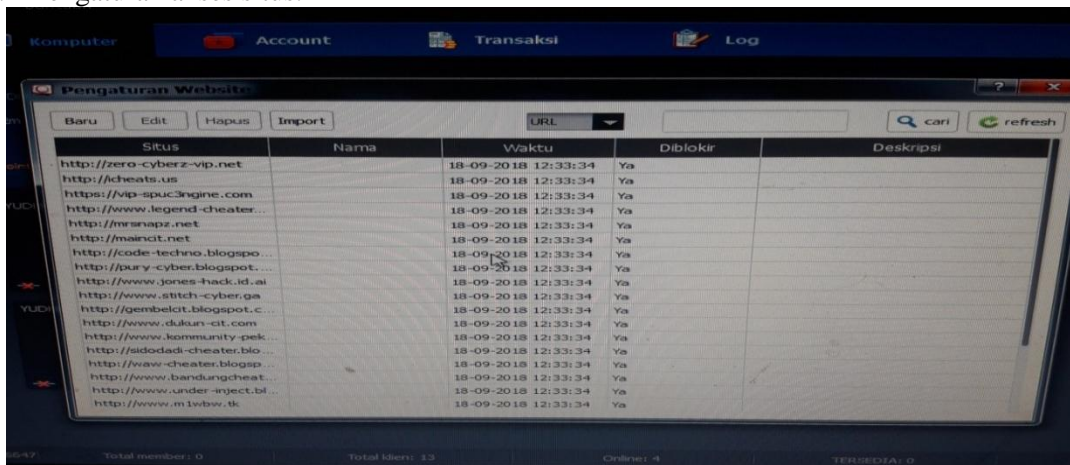 Komputer Account Transaksi Log
Pengaturan Website
Baru Edit Hapus Import URL cari refresh
Situs Nama Waktu Diblokir Deskripsi
http://zero-cyberz-vip.net 18-09-2018 12:33:34 Ya
http://icheats.us 18-09-2018 12:33:34 Ya
https://vip-spuc3ngine.com 18-09-2018 12:33:34 Ya
http://www.legend-cheater... 18-09-2018 12:33:34 Ya
http://mrsnapz.net 18-09-2018 12:33:34 Ya
http://maincit.net 18-09-2018 12:33:34 Ya
http://code-techno.blogspo... 18-09-2018 12:33:34 Ya
http://pury-cyber.blogspot.... 18-09-2018 12:33:34 Ya
http://www.jones-hack.id.ai 18-09-2018 12:33:34 Ya
http://www.stitch-cyber.ga 18-09-2018 12:33:34 Ya
http://gembelcit.blogspot.c... 18-09-2018 12:33:34 Ya
http://www.dukun-cit.com 18-09-2018 12:33:34 Ya
http://www.kommunity-pek... 18-09-2018 12:33:34 Ya
http://sidodadi-cheater.blo... 18-09-2018 12:33:34 Ya
http://waw-cheater.blogsp... 18-09-2018 12:33:34 Ya
http://www.bandungcheat... 18-09-2018 12:33:34 Ya
http://www.under-inject.bl... 18-09-2018 12:33:34 Ya
http://www.m1wbw.tk 18-09-2018 12:33:34 Ya
Total member: 0 Total klien: 13 Online: 4 TERSEDIA: 0